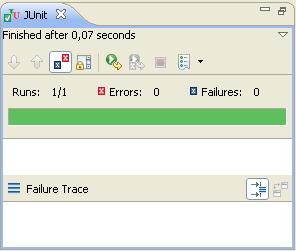 JUnit
Finished after 0,07 seconds
Runs: 1/1 Errors: 0 Failures: 0
Failure Trace